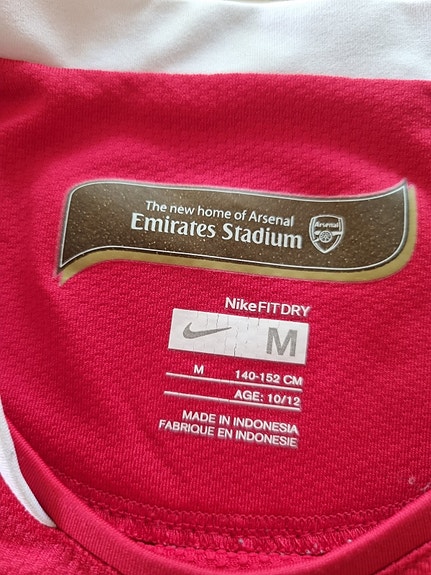 The new home of Arsenal
Emirates Stadium
Arsenal
NikeFITDRY
M
M 140-152 CM
AGE: 10/12
MADE IN INDONESIA
FABRIQUE EN INDONESIE